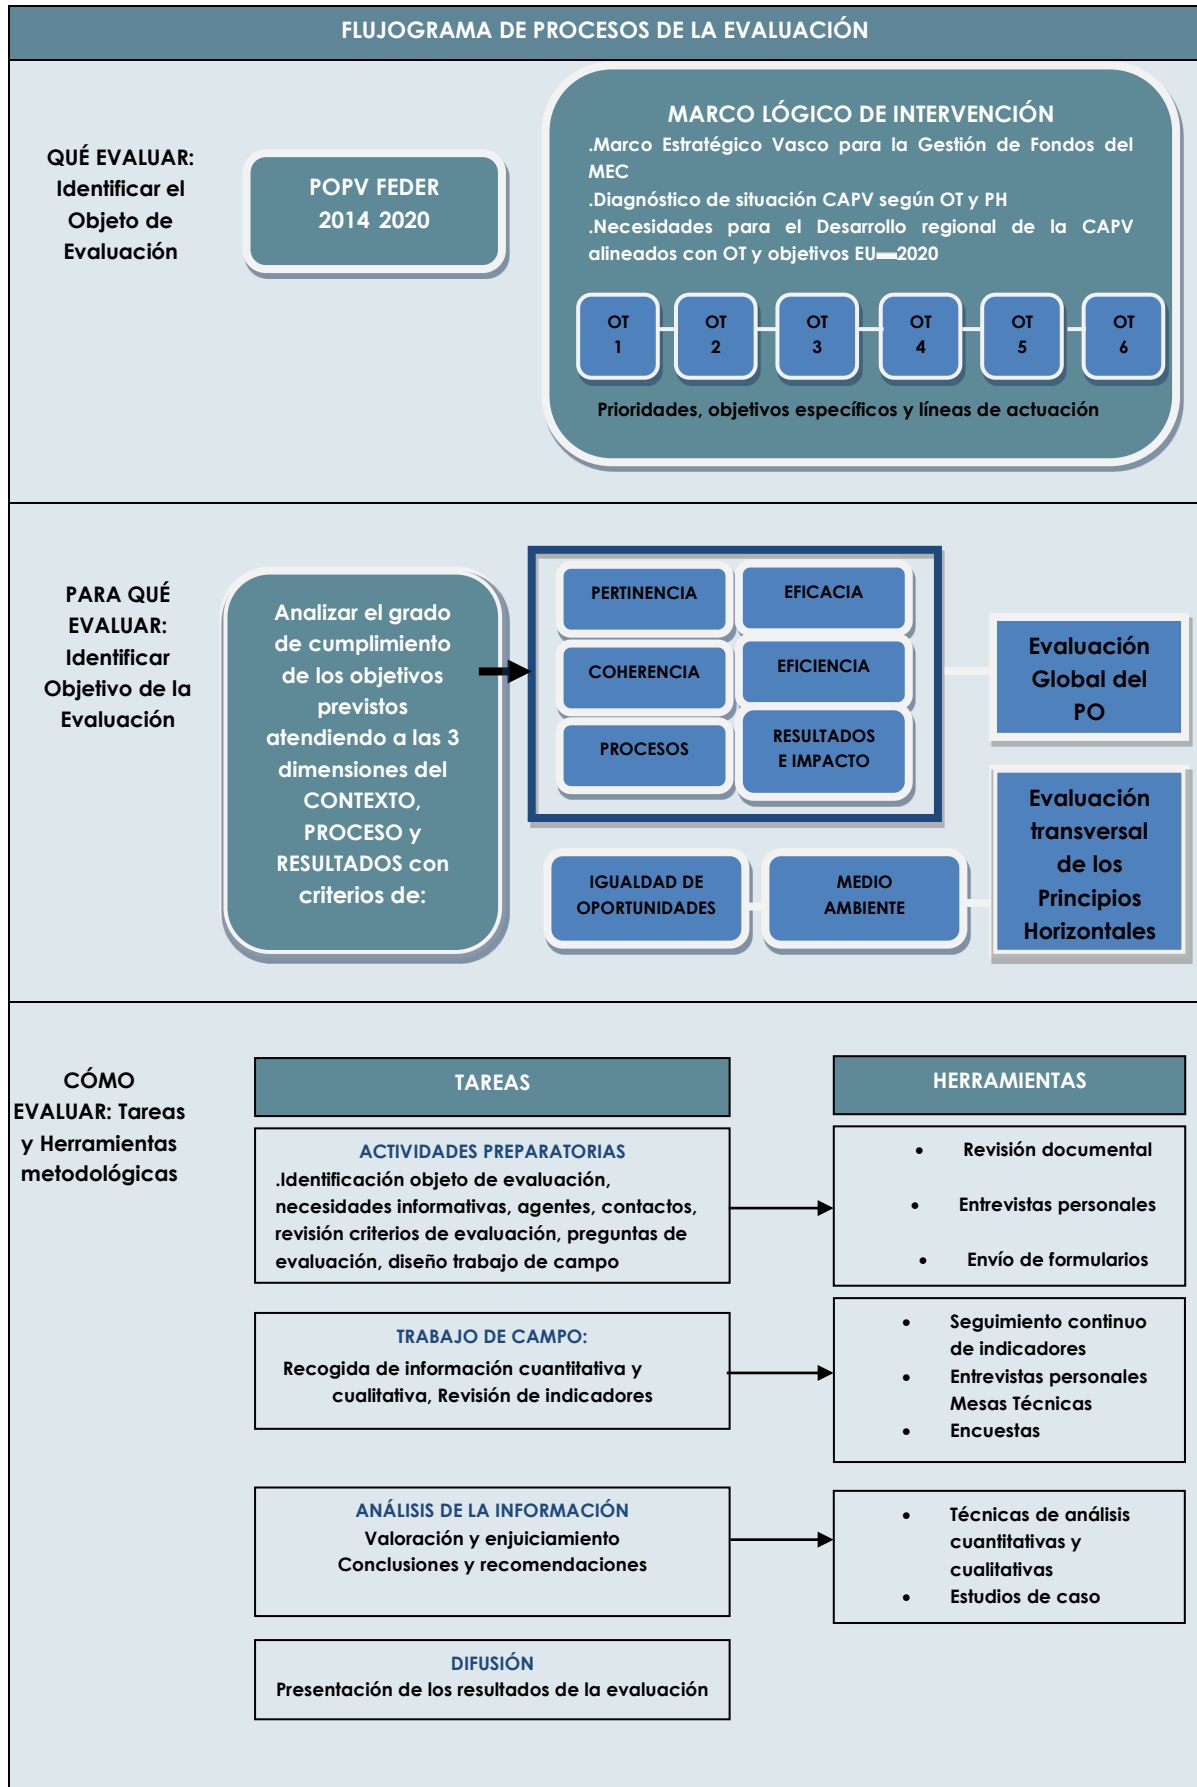 FLUJOGRAMA DE PROCESOS DE LA EVALUACIÓN
QUÉ EVALUAR:
Identificar el
Objeto de
Evaluación
POPV FEDER
2014 2020
MARCO LÓGICO DE INTERVENCIÓN
.Marco Estratégico Vasco para la Gestión de Fondos del
MEC
.Diagnóstico de situación CAPV según OT y PH
.Necesidades para el Desarrollo regional de la CAPV
alineados con OT y objetivos EU—2020
OT
1
OT
2
OT
3
OT
4
OT
5
OT
6
Prioridades, objetivos específicos y líneas de actuación
PARA QUÉ
EVALUAR:
Identificar
Objetivo de la
Evaluación
Analizar el grado
de cumplimiento
de los objetivos
previstos
atendiendo a las 3
dimensiones del
CONTEXTO,
PROCESO y
RESULTADOS con
criterios de:
PERTINENCIA
EFICACIA
COHERENCIA
EFICIENCIA
PROCESOS
RESULTADOS
E IMPACTO
Evaluación
Global del
PO
IGUALDAD DE
OPORTUNIDADES
MEDIO
AMBIENTE
Evaluación
transversal
de los
Principios
Horizontales
CÓMO
EVALUAR: Tareas
y Herramientas
metodológicas
TAREAS
HERRAMIENTAS
ACTIVIDADES PREPARATORIAS
.Identificación objeto de evaluación,
necesidades informativas, agentes, contactos,
revisión criterios de evaluación, preguntas de
evaluación, diseño trabajo de campo
• Revisión documental
• Entrevistas personales
• Envío de formularios
TRABAJO DE CAMPO:
Recogida de información cuantitativa y
cualitativa, Revisión de indicadores
• Seguimiento continuo
de indicadores
• Entrevistas personales
Mesas Técnicas
• Encuestas
ANÁLISIS DE LA INFORMACIÓN
Valoración y enjuiciamiento
Conclusiones y recomendaciones
• Técnicas de análisis
cuantitativas y
cualitativas
• Estudios de caso
DIFUSIÓN
Presentación de los resultados de la evaluación